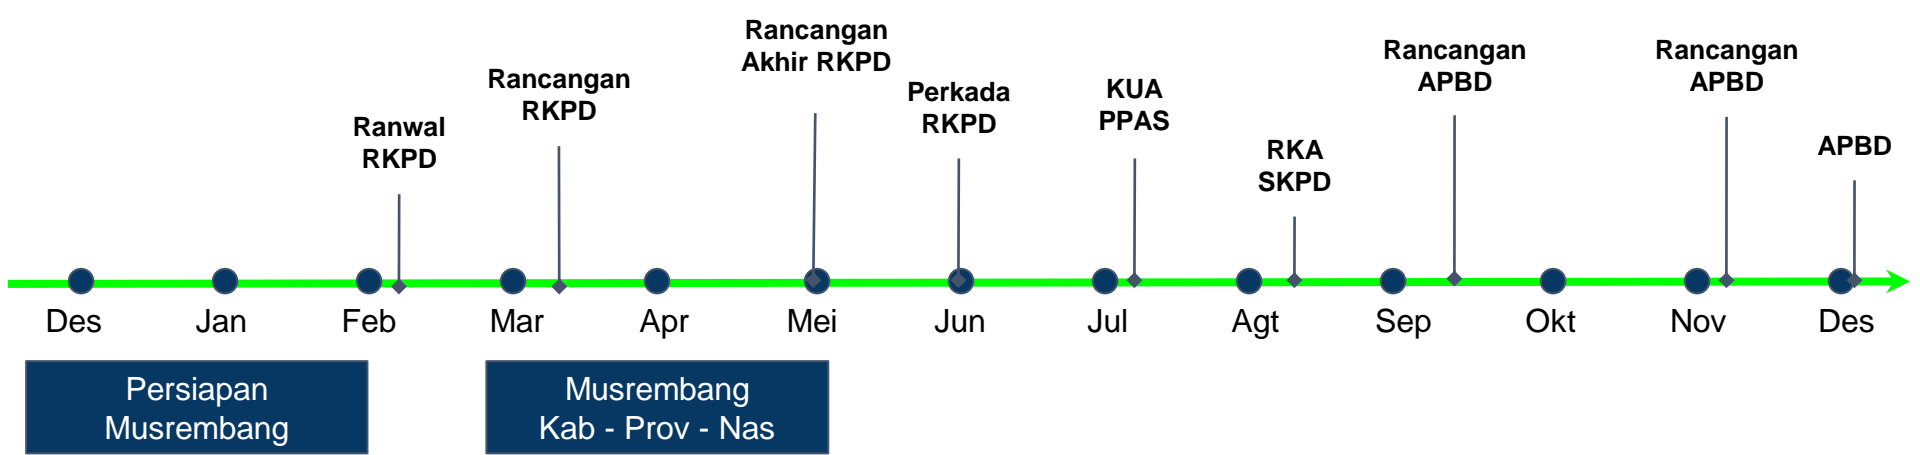 Ranwal
RKPD
Rancangan
RKPD
Rancangan
Akhir RKPD
Perkada
RKPD
KUA
PPAS
RKA
SKPD
Rancangan
APBD
Rancangan
APBD
APBD
Des
Jan
Feb
Mar
Apr
Mei
Jun
Jul
Agt
Sep
Okt
Nov
Des
Persiapan
Musrembang
Musrembang
Kab - Prov - Nas